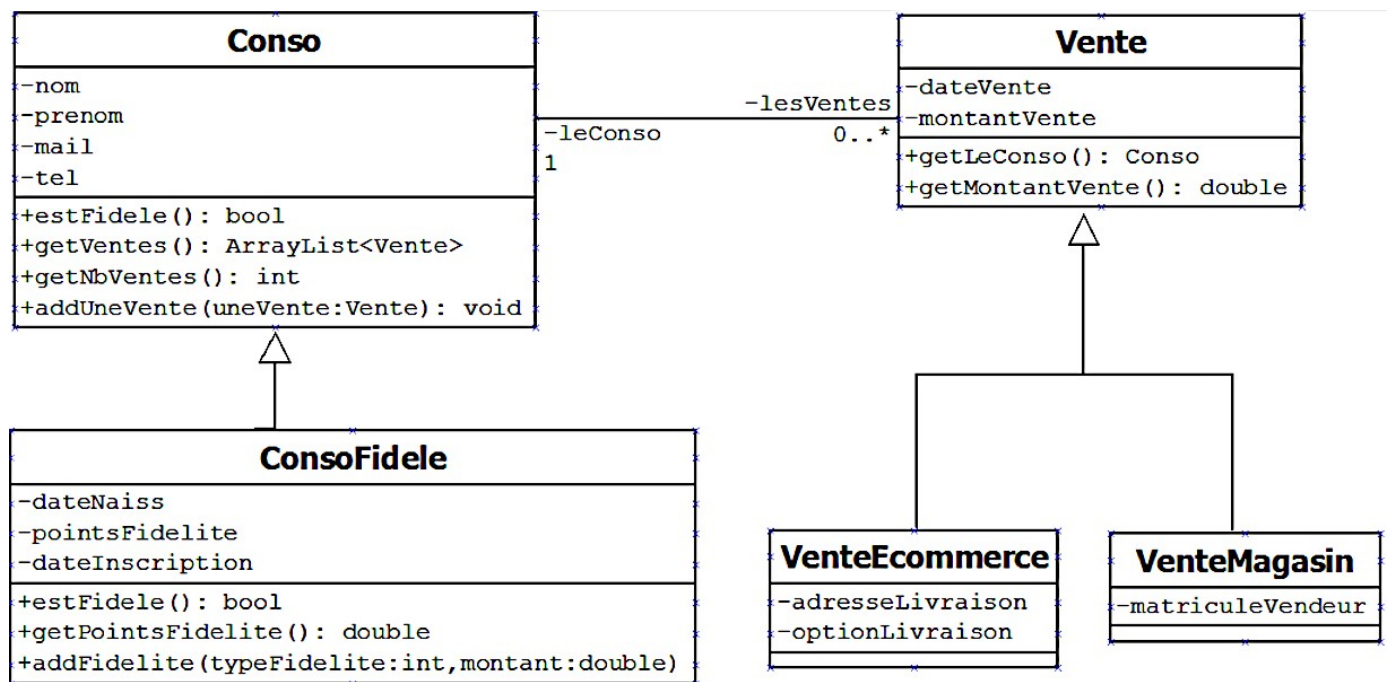 Conso
-nom
-prenom
-mail
-tel
+estFidele(): bool
+getVentes(): ArrayList<Vente>
+getNbVentes(): int
+addUneVente(uneVente:Vente): void
-leConso
1
-lesVentes
0..*
Vente
-dateVente
-montantVente
+getLeConso(): Conso
+getMontantVente(): double
ConsoFidele
-dateNaiss
-pointsFidelite
-dateInscription
+estFidele(): bool
+getPointsFidelite(): double
+addFidelite(typeFidelite:int,montant:double)
VenteEcommerce
-adresseLivraison
-optionLivraison
VenteMagasin
-matriculeVendeur